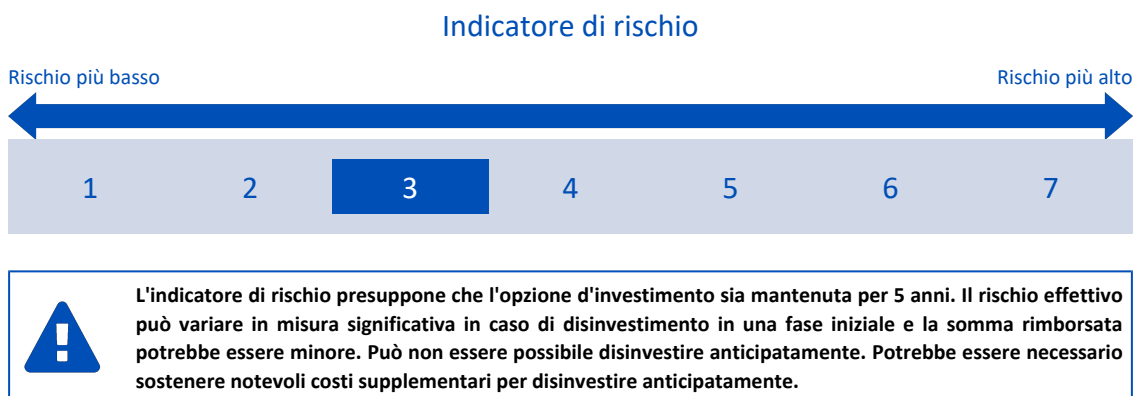 Indicatore di rischio
Rischio più basso
Rischio più alto
1 2 3 4 5 6 7
L'indicatore di rischio presuppone che l'opzione d'investimento sia mantenuta per 5 anni. Il rischio effettivo
può variare in misura significativa in caso di disinvestimento in una fase iniziale e la somma rimborsata
potrebbe essere minore. Può non essere possibile disinvestire anticipatamente. Potrebbe essere necessario
sostenere notevoli costi supplementari per disinvestire anticipatamente.